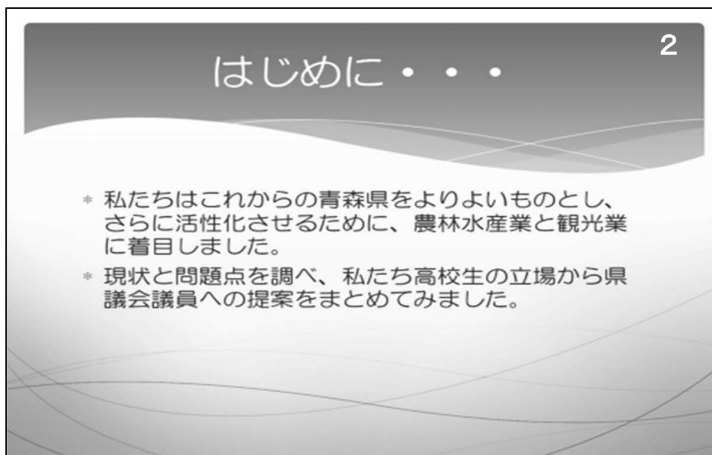 2
はじめに・・・
* 私たちはこれからの青森県をよりよいものとし、
さらに活性化させるために、農林水産業と観光業
に着目しました。
* 現状と問題点を調べ、私たち高校生の立場から県
議会議員への提案をまとめてみました。